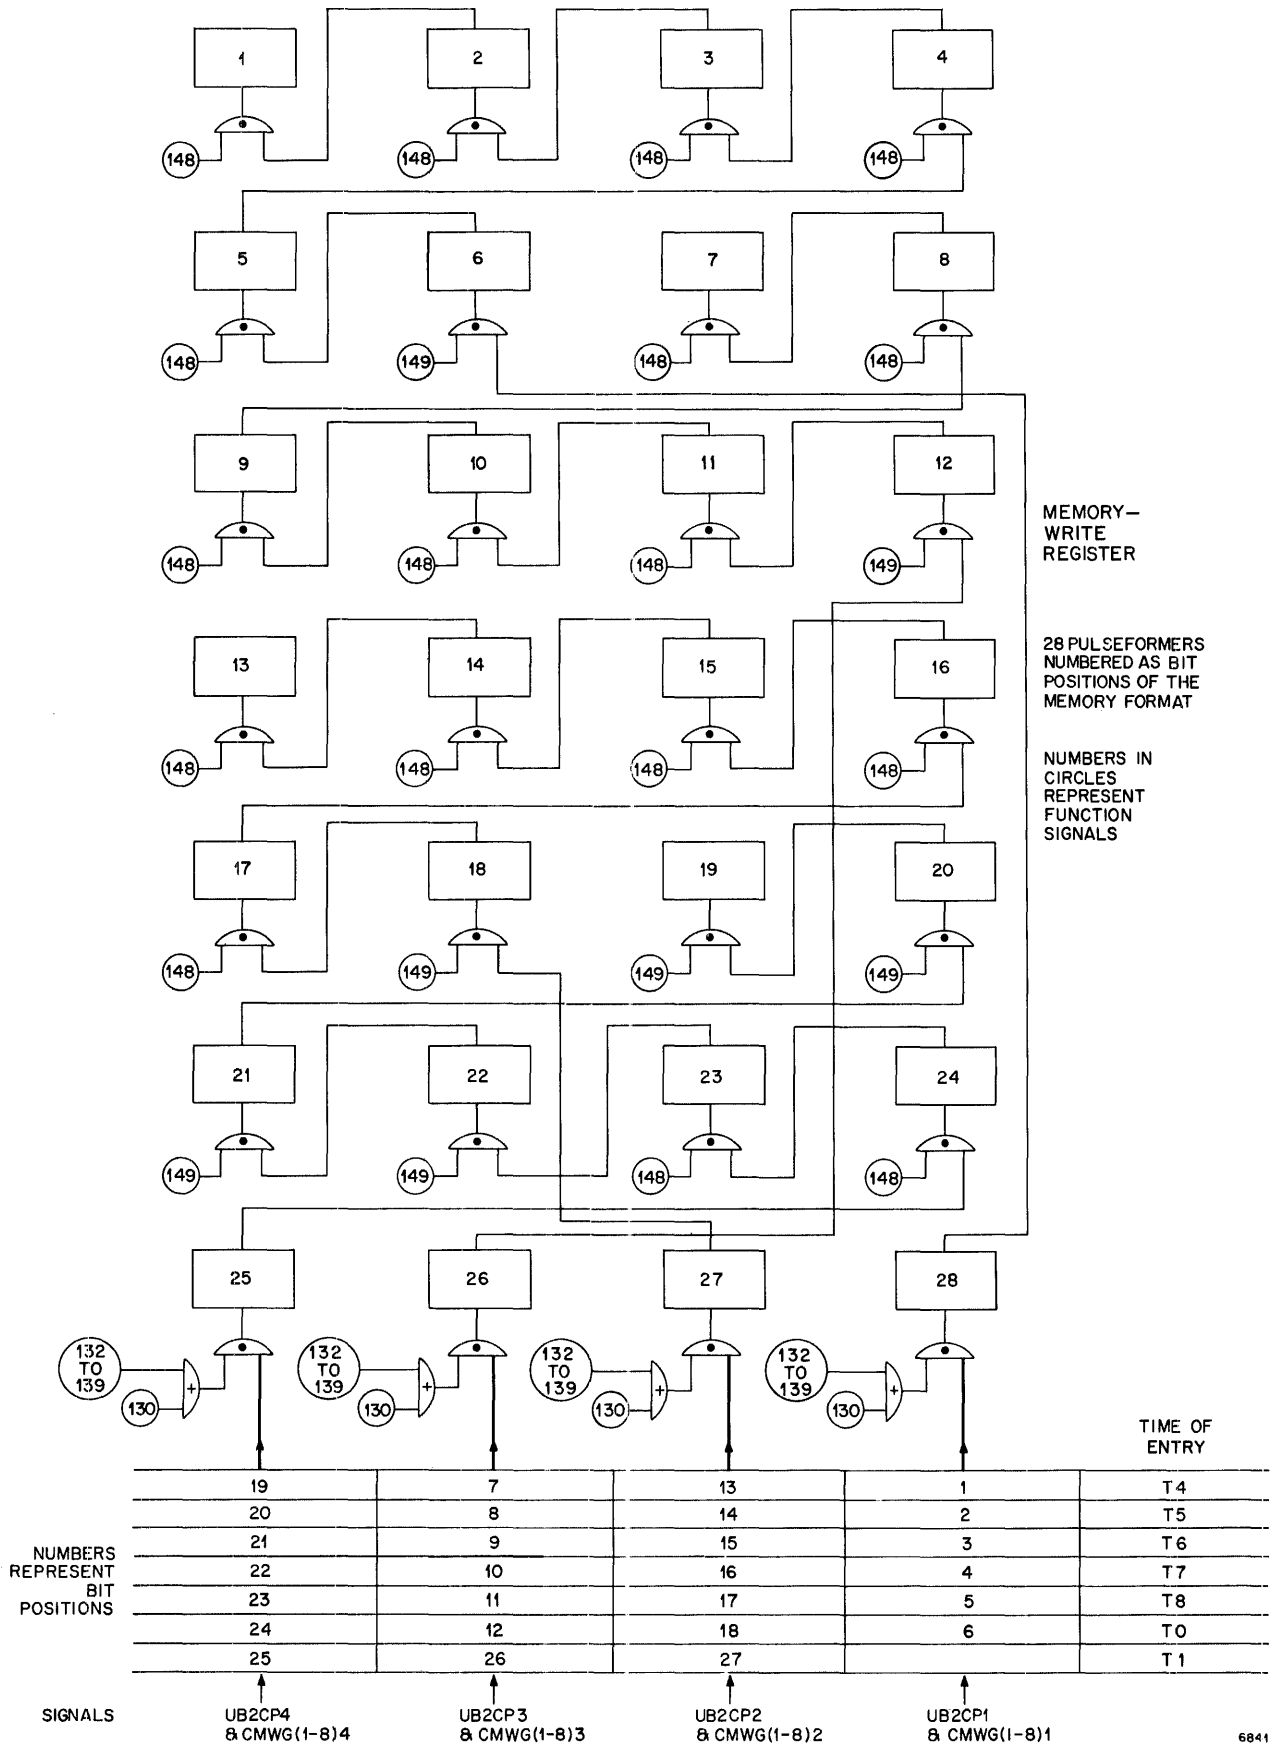 1 2 3 4
148 148 148 148
5 6 7 8
148 149 148 148
9 10 11 12
148 148 148 149
MEMORY—
WRITE
REGISTER
13 14 15 16
148 148 148 148
28 PULSEFORMERS
NUMBERED AS BIT
POSITIONS OF THE
MEMORY FORMAT
NUMBERS IN
CIRCLES
REPRESENT
FUNCTION
SIGNALS
17 18 19 20
148 149 149 149
21 22 23 24
149 149 148 148
25 26 27 28
132 TO 139 132 TO 139 132 TO 139 132 TO 139
+ + + +
130 130 130 130
TIME OF
ENTRY
19 7 13 1 T4
20 8 14 2 T5
21 9 15 3 T6
22 10 16 4 T7
23 11 17 5 T8
24 12 18 6 T0
25 26 27 T1
NUMBERS
REPRESENT
BIT
POSITIONS
SIGNALS
UB2CP4
& CMWG(1-8)4
UB2CP3
& CMWG(1-8)3
UB2CP2
& CMWG(1-8)2
UB2CP1
& CMWG(1-8)1
6841